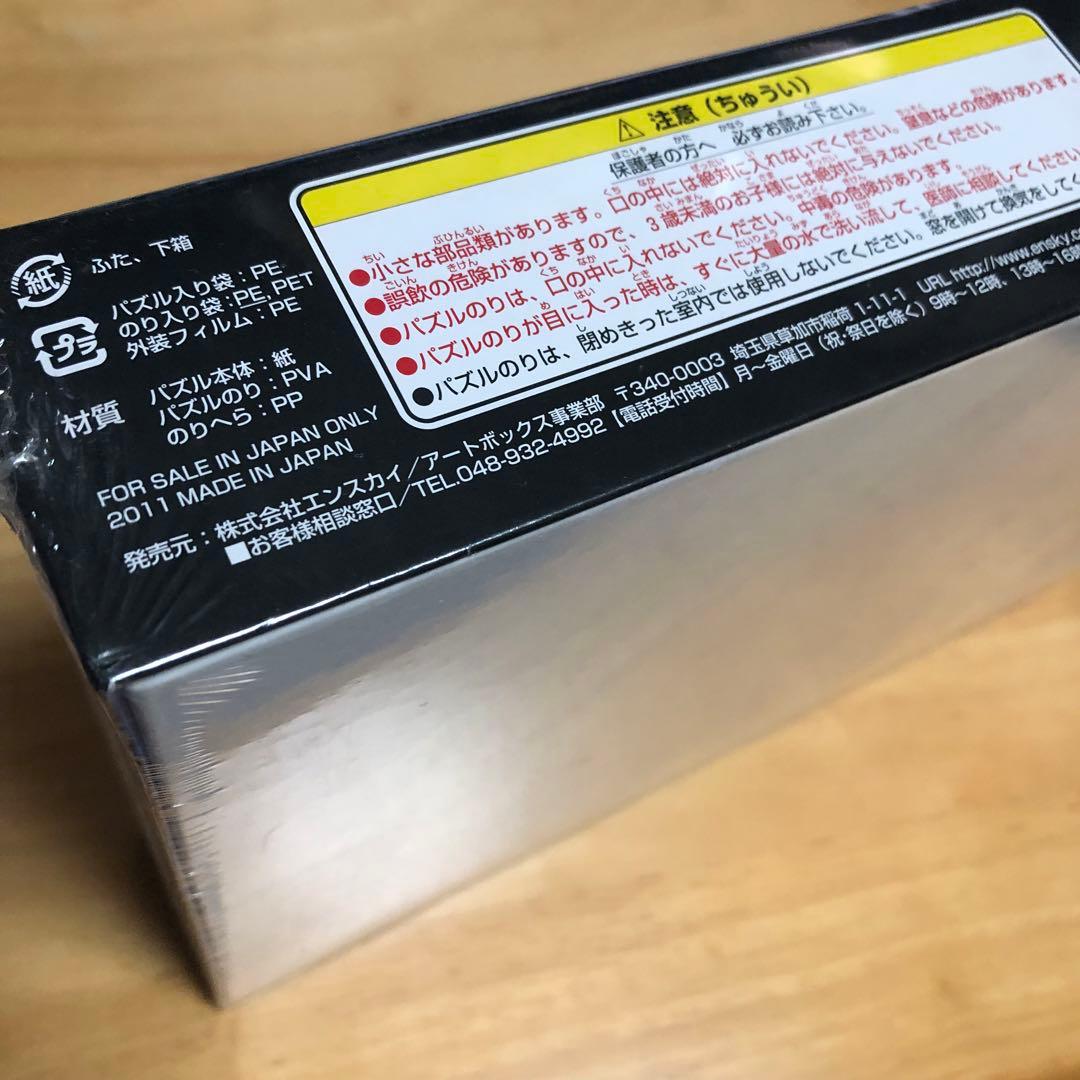 注意（ちゅうい）
保護者の方へ 必ずお読み下さい。
●小さな部品類があります。口の中には絶対に入れないでください。窒息などの危険があります。
●誤飲の危険がありますので、3歳未満のお子様には絶対に与えないでください。
●パズルのりは、口の中に入れないでください。中毒の危険があります。
●パズルのりが目に入った時は、すぐに大量の水で洗い流して、医師に相談してくださ
●パズルのりは、閉めきった室内では使用しないでください。窓を開けて換気をしてく
紙
ふた、下箱
プラ
パズル入り袋：PE
のり入り袋：PE, PET
外装フィルム：PE
材質
パズル本体：紙
パズルのり：PVA
のりへら：PP
FOR SALE IN JAPAN ONLY
2011 MADE IN JAPAN
発売元：株式会社エンスカイ／アートボックス事業部 〒340-0003 埼玉県草加市稲荷1-11-1 URL http://www.ensky.c
■お客様相談窓口／TEL.048-932-4992【電話受付時間】月～金曜日（祝・祭日を除く）9時～12時、13時～16時